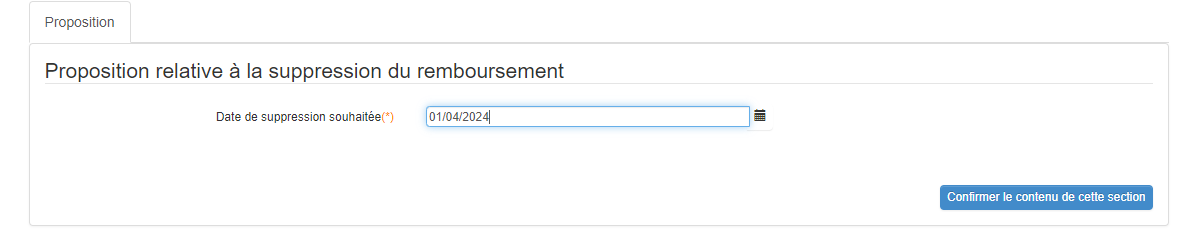 Proposition
Proposition relative à la suppression du remboursement
Date de suppression souhaitée(*) 01/04/2024
Confirmer le contenu de cette section